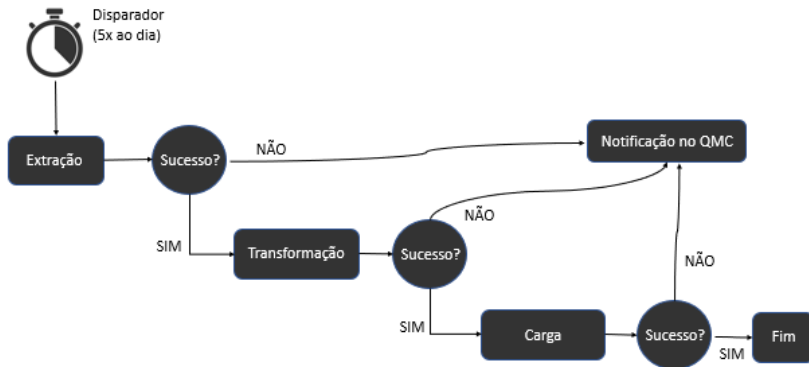 Disparador
(5x ao dia)
Extração
Sucesso?
NÃO
Notificação no QMC
SIM
Transformação
Sucesso?
NÃO
SIM
Carga
Sucesso?
NÃO
SIM
Fim